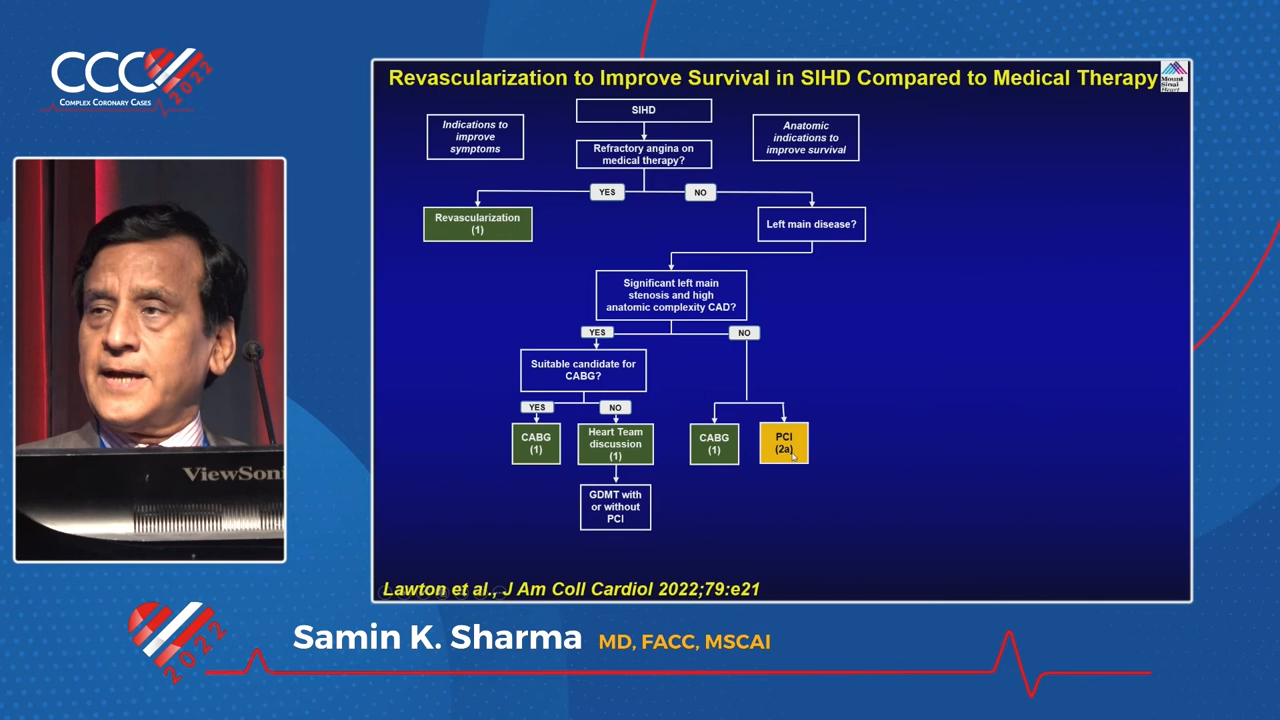 CCC
2022
COMPLEX CORONARY CASES
Revascularization to Improve Survival in SIHD Compared to Medical Therapy
Mount
Sinai
Heart
SIHD
Indications to
improve
symptoms
Anatomic
indications to
improve survival
Refractory angina on
medical therapy?
YES
NO
Revascularization
(1)
Left main disease?
Significant left main
stenosis and high
anatomic complexity CAD?
YES
NO
Suitable candidate for
CABG?
YES
NO
CABG
(1)
Heart Team
discussion
(1)
CABG
(1)
PCI
(2a)
GDMT with
or without
PCI
ViewSoni
Lawton et al., J Am Coll Cardiol 2022;79:e21
2022
Samin K. Sharma MD, FACC, MSCAI